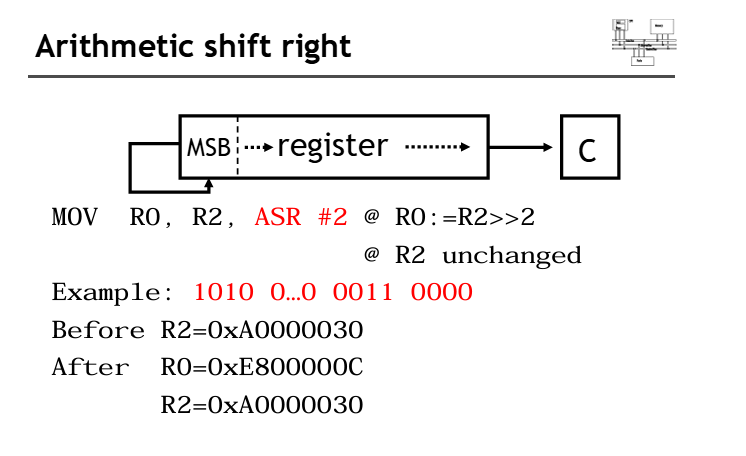 Arithmetic shift right
MSB register C
MOV R0, R2, ASR #2 @ R0:=R2>>2
@ R2 unchanged
Example: 1010 0…0 0011 0000
Before R2=0xA0000030
After R0=0xE800000C
R2=0xA0000030